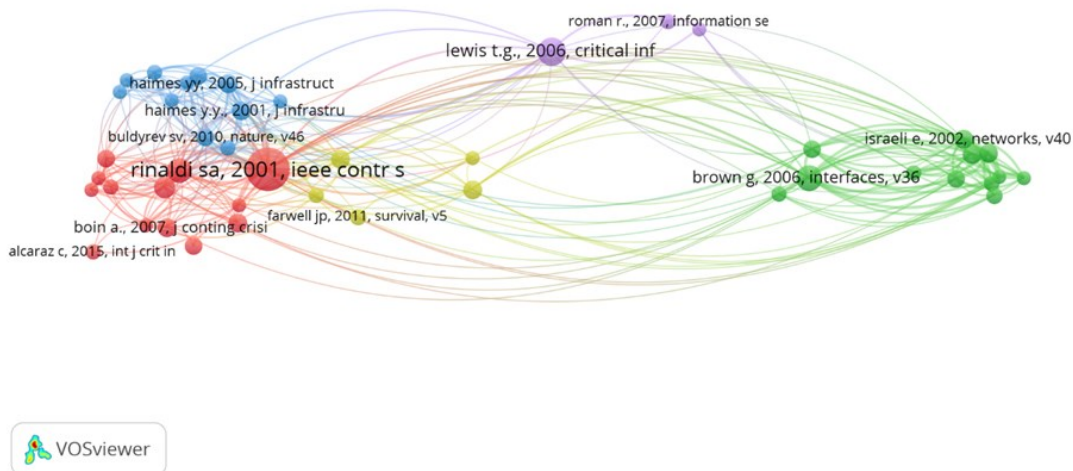 roman r., 2007, information se
lewis t.g., 2006, critical inf
haimes yy, 2005, j infrastruct
haimes y.y., 2001, j infrastru
buldyrev sv, 2010, nature, v46
israeli e, 2002, networks, v40
rinaldi sa, 2001, ieee contr s
brown g, 2006, interfaces, v36
farwell jp, 2011, survival, v5
boin a., 2007, j conting crisi
alcaraz c, 2015, int j crit in
VOSviewer